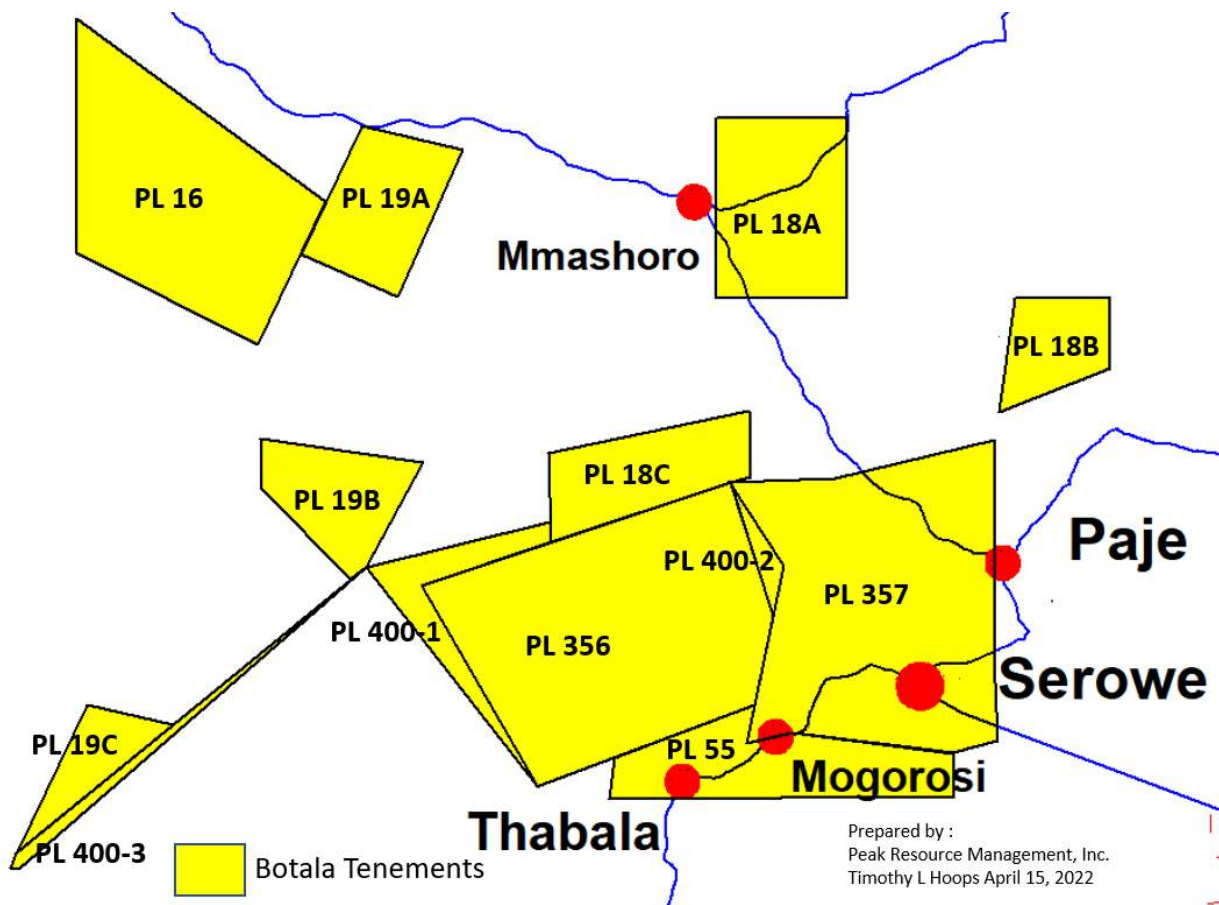 PL 16
PL 19A
Mmashoro
PL 18A
PL 18B
PL 18C
PL 19B
PL 400-2
Paje
PL 357
PL 400-1
PL 356
Serowe
PL 19C
PL 55
Mogorosi
Thabala
PL 400-3
Botala Tenements
Prepared by :
Peak Resource Management, Inc.
Timothy L Hoops April 15, 2022